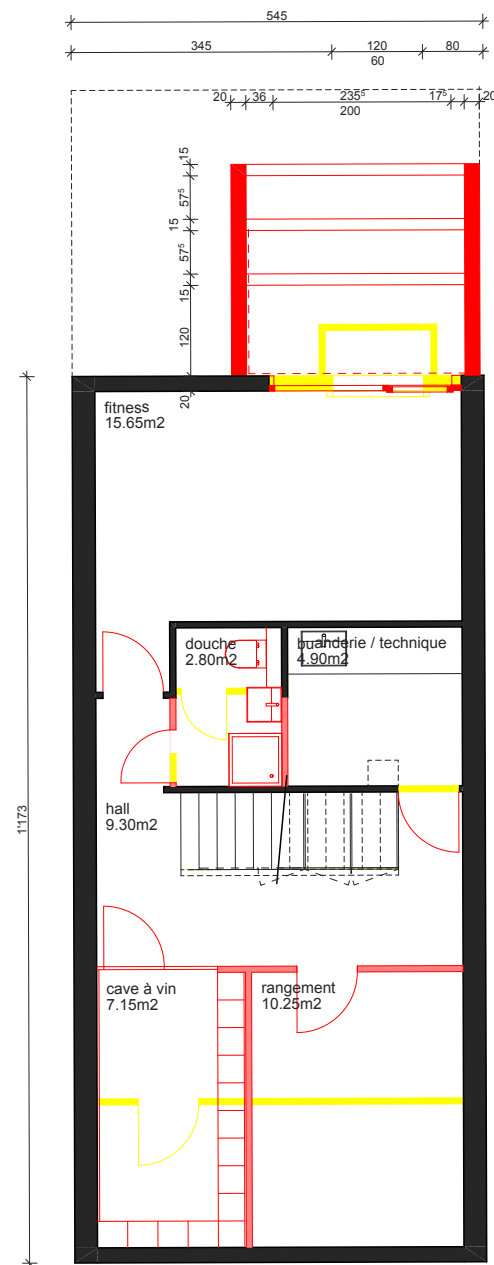 545
345
120
80
60
20
36
235⁵
17⁵
20
200
15
57⁵
15
57⁵
15
120
20
fitness
15.65m2
douche
2.80m2
buanderie / technique
4.90m2
hall
9.30m2
1'173
cave à vin
7.15m2
rangement
10.25m2